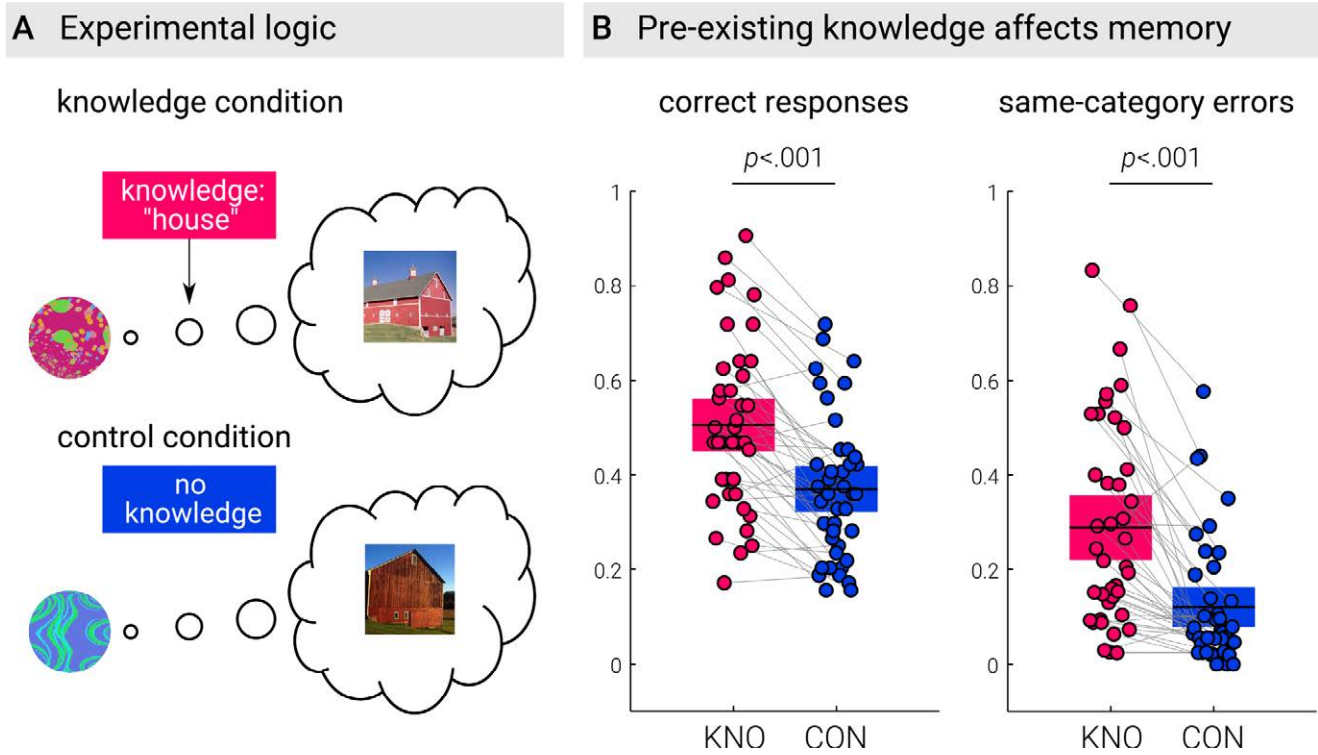 A Experimental logic
knowledge condition
knowledge:
"house"
control condition
no
knowledge
B Pre-existing knowledge affects memory
correct responses
p<.001
1
0.8
0.6
0.4
0.2
0
KNO CON
same-category errors
p<.001
1
0.8
0.6
0.4
0.2
0
KNO CON